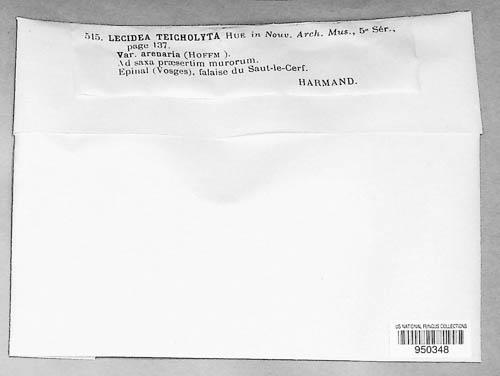 515. LECIDEA TEICHOLYTA HUE in Nouv. Arch. Mus., 5e Sér.,
page 137.
Var. arenaria (HOFFM ).
Ad saxa præsertim murorum.
Epinal (Vosges), falaise du Saut-le-Cerf.
HARMAND.
US NATIONAL FUNGUS COLLECTIONS
950348